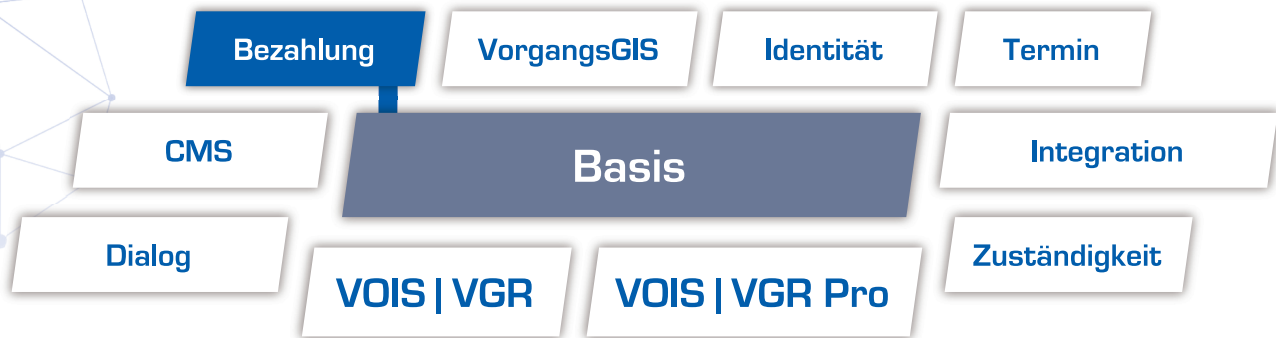 Bezahlung
VorgangsGIS
Identität
Termin
CMS
Basis
Integration
Dialog
VOIS | VGR
VOIS | VGR Pro
Zuständigkeit